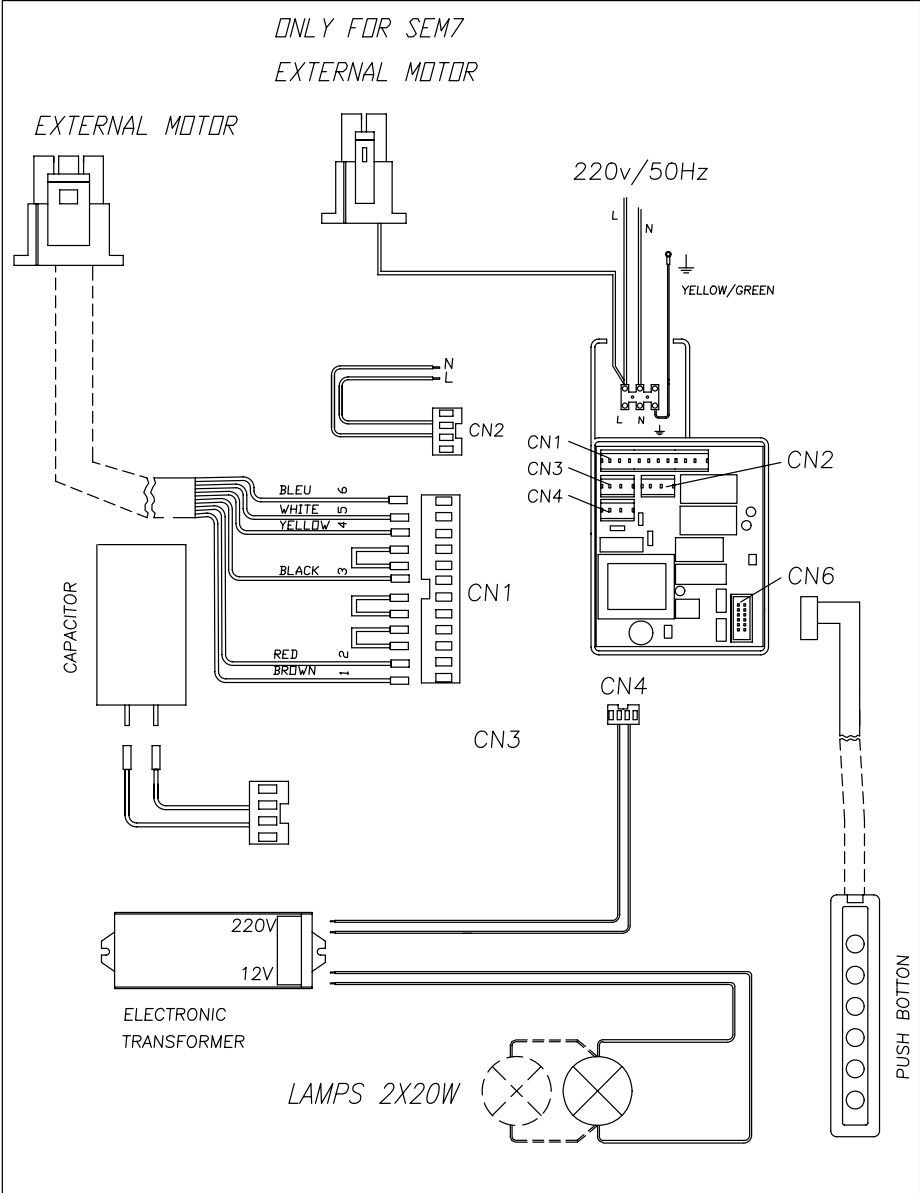 ONLY FOR SEM7
EXTERNAL MOTOR
EXTERNAL MOTOR
220v/50Hz
L
N
YELLOW/GREEN
N
L
CN2
L N
CN1
CN3
CN4
CN2
CN6
BLEU 6
WHITE 5
YELLOW 4
BLACK 3
RED 2
BROWN 1
CN1
CAPACITOR
CN4
CN3
220V
12V
ELECTRONIC
TRANSFORMER
LAMPS 2X20W
PUSH BOTTON